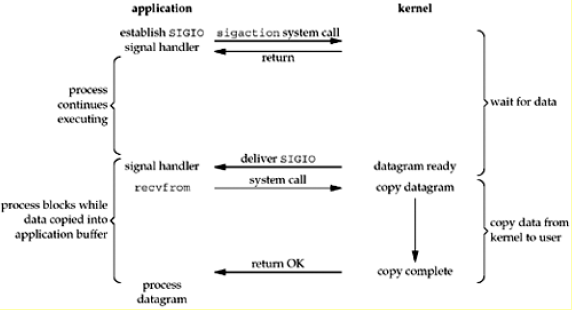 application kernel
establish SIGIO sigaction system call
signal handler return
process
continues
executing
wait for data
signal handler deliver SIGIO datagram ready
recvfrom system call copy datagram
process blocks while
data copied into
application buffer
copy data from
kernel to user
return OK copy complete
process
datagram